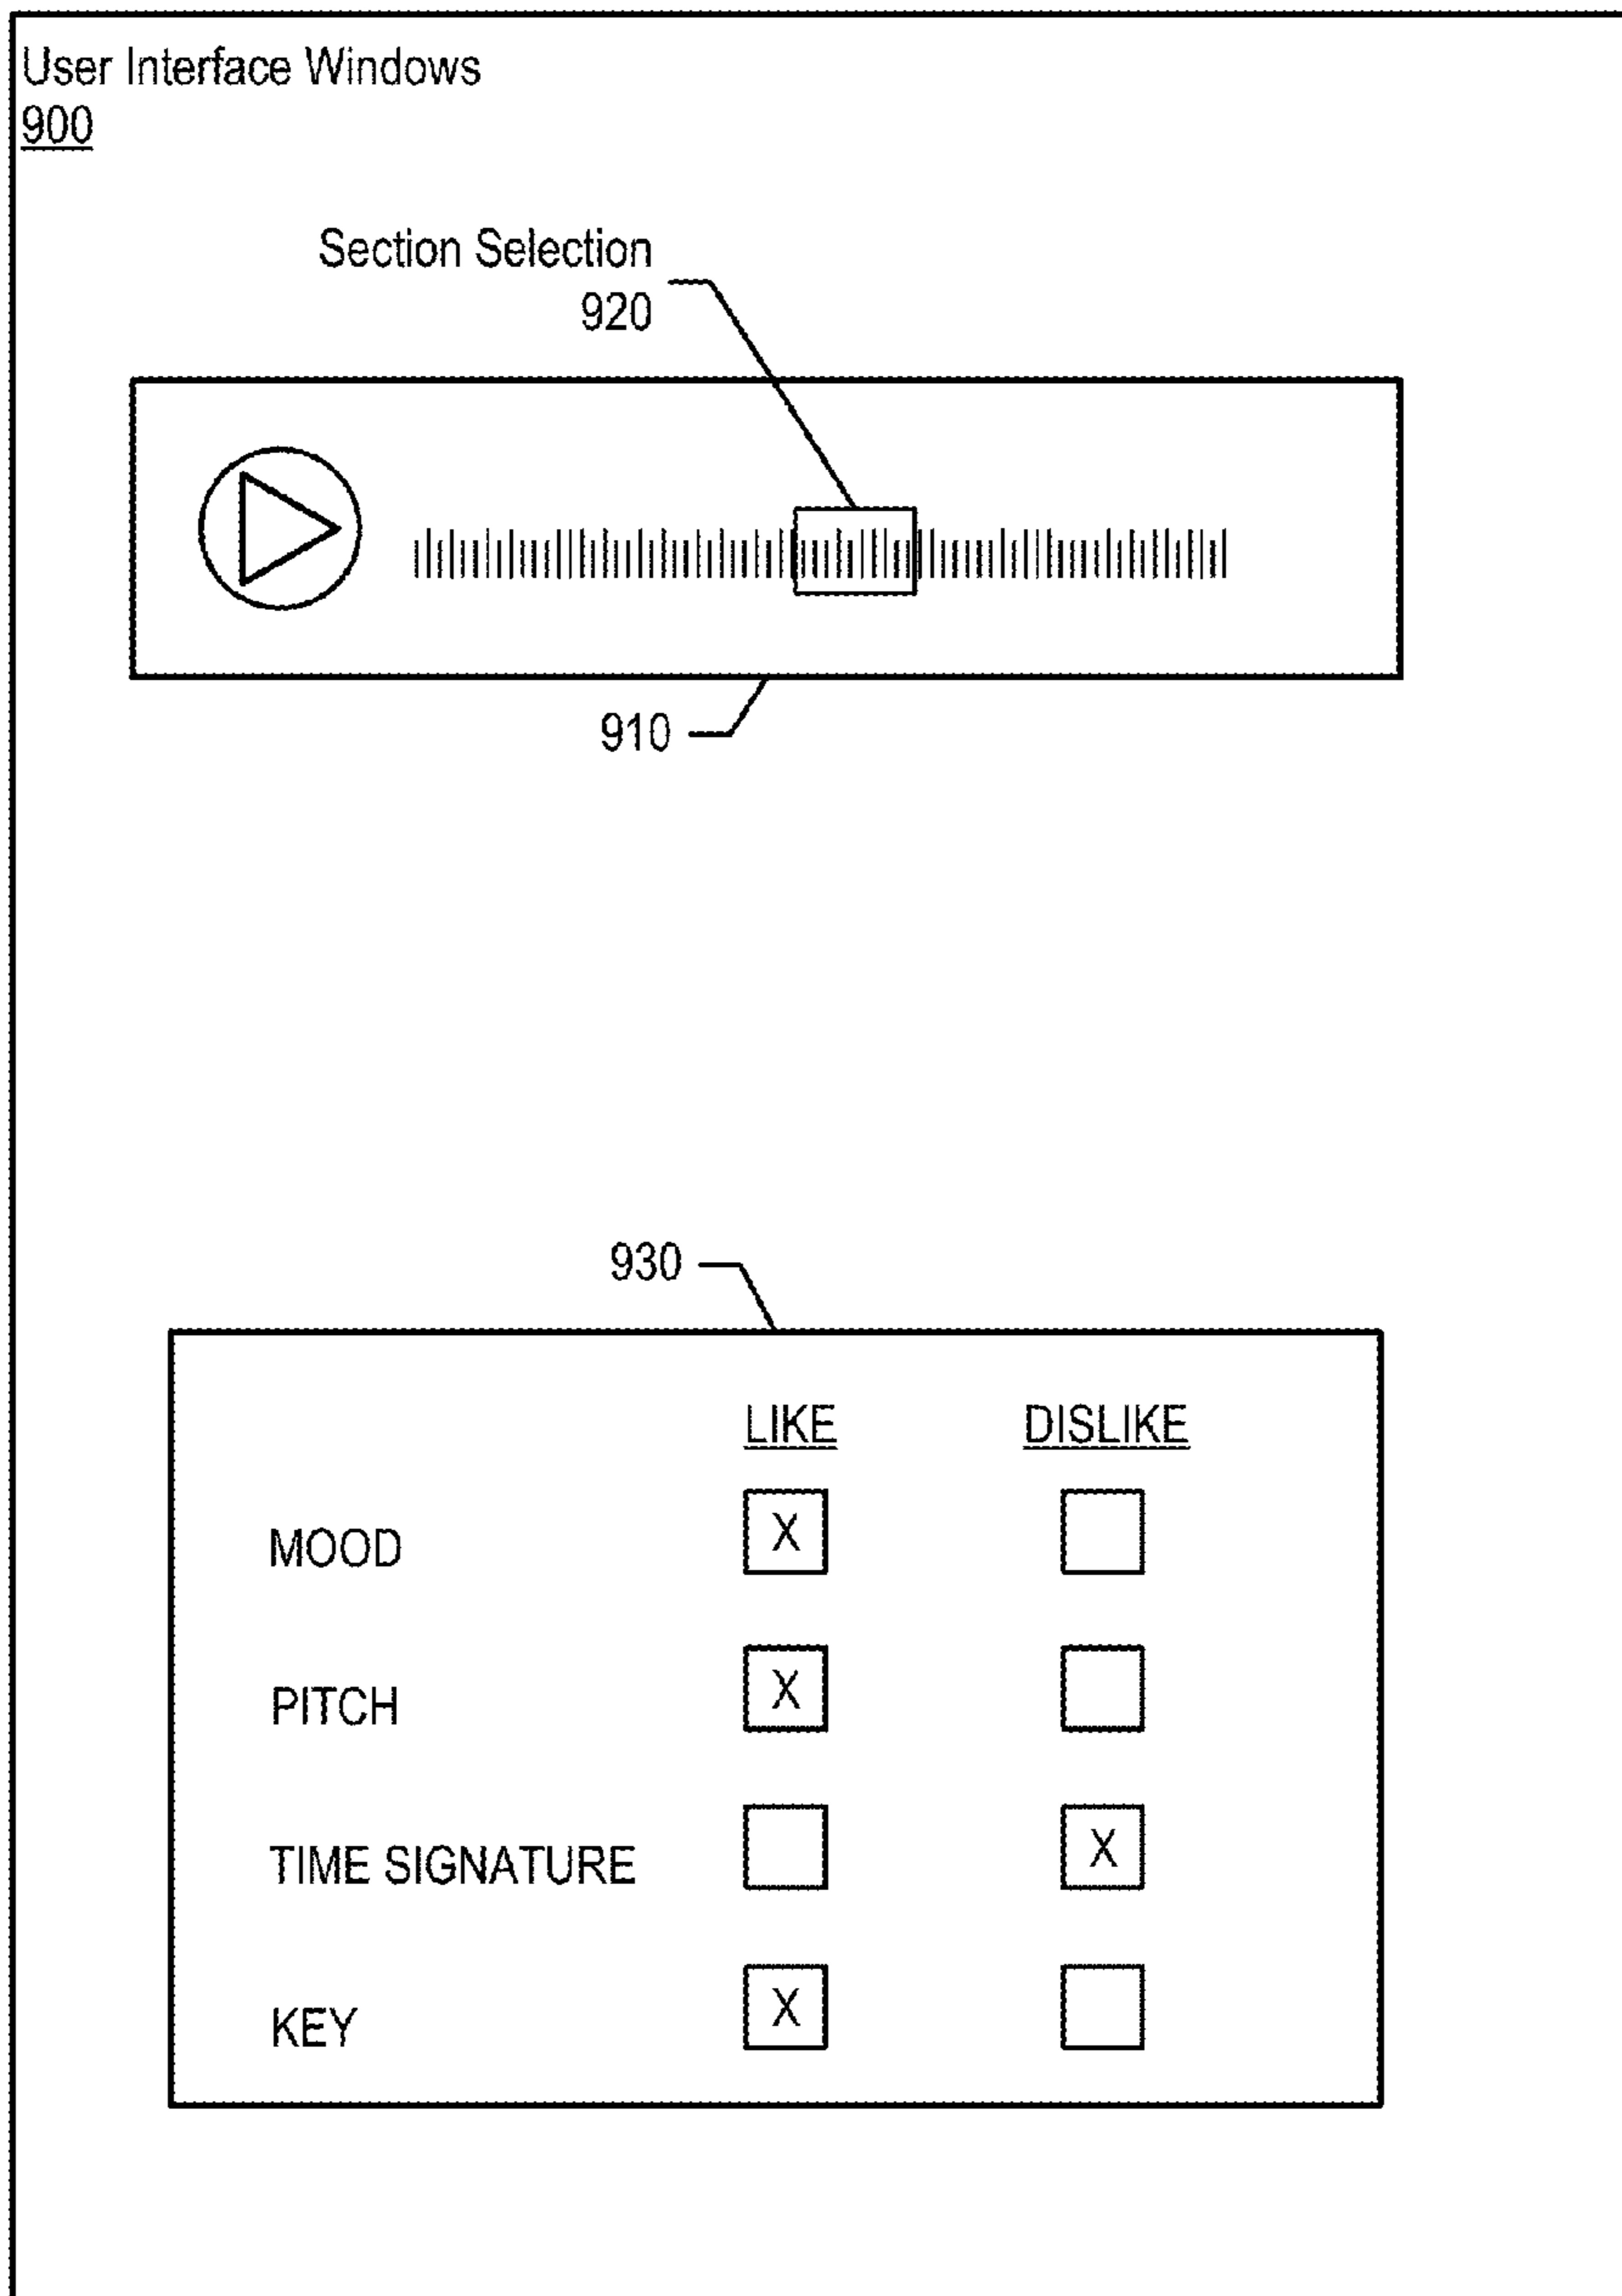 User Interface Windows
900
Section Selection
920
910
930
LIKE DISLIKE
MOOD X
PITCH X
TIME SIGNATURE X
KEY X